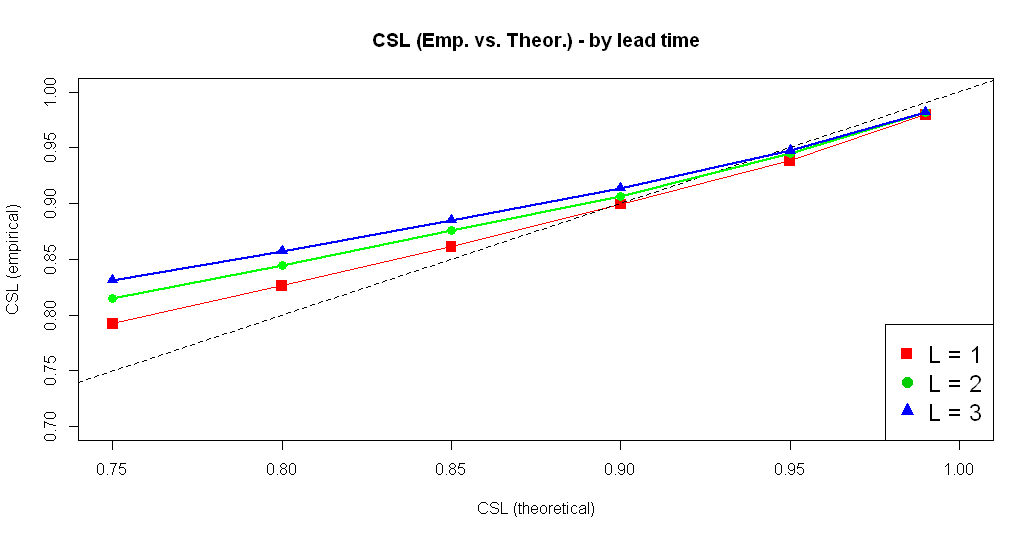 CSL (Emp. vs. Theor.) - by lead time
CSL (empirical)
1.00
0.95
0.90
0.85
0.80
0.75
0.70
L = 1
L = 2
L = 3
0.75 0.80 0.85 0.90 0.95 1.00
CSL (theoretical)